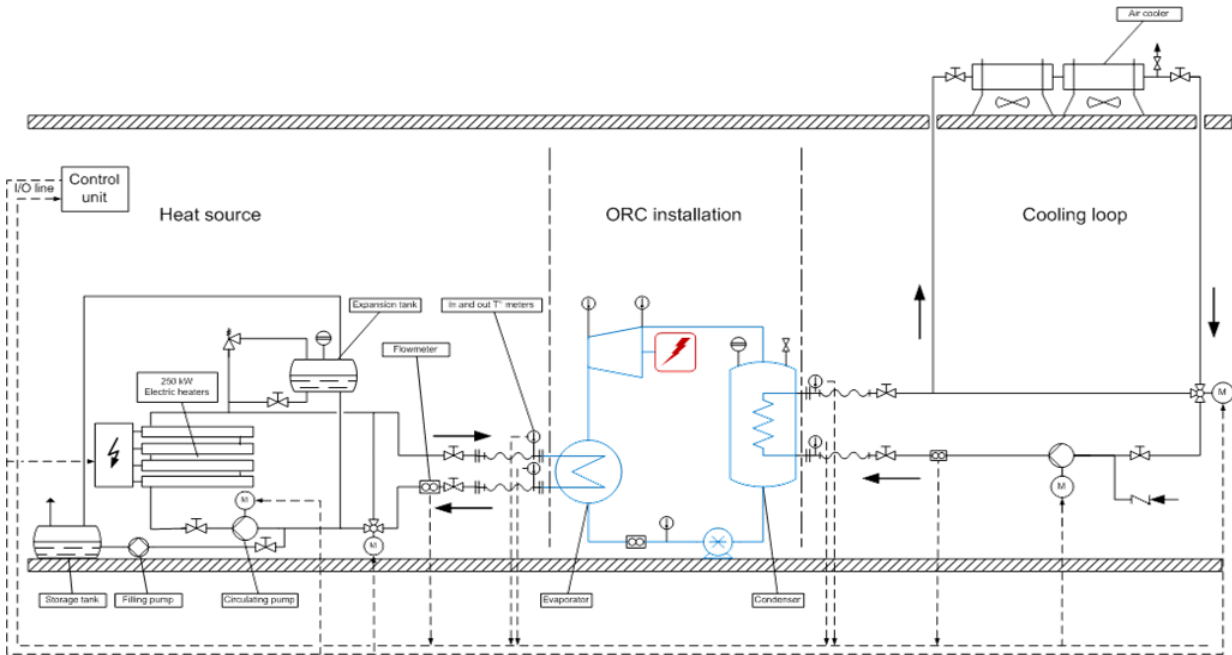 Air cooler
I/O line
Control
unit
Heat source
ORC installation
Cooling loop
Expansion tank
In and out T° meters
Flowmeter
250 kW
Electric heaters
M
M
M
M
Storage tank
Filling pump
Circulating pump
Evaporator
Condenser